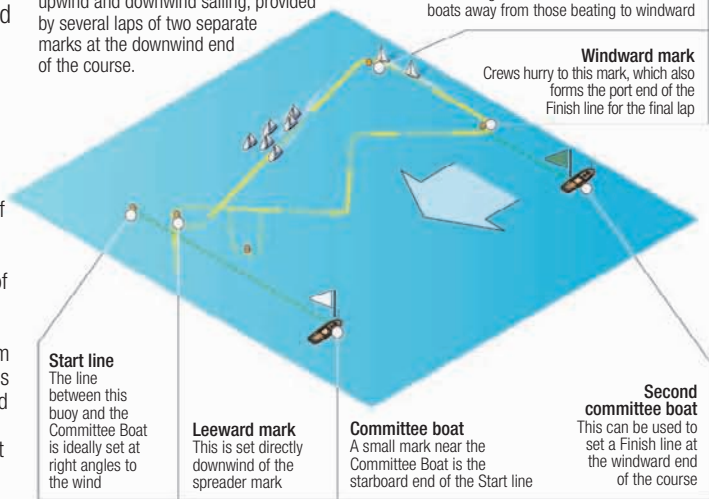 upwind and downwind sailing, provided
by several laps of two separate
marks at the downwind end
of the course.
boats away from those beating to windward
Windward mark
Crews hurry to this mark, which also
forms the port end of the
Finish line for the final lap
Start line
The line
between this
buoy and the
Committee Boat
is ideally set at
right angles to
the wind
Leeward mark
This is set directly
downwind of the
spreader mark
Committee boat
A small mark near the
Committee Boat is the
starboard end of the Start line
Second
committee boat
This can be used to
set a Finish line at
the windward end
of the course